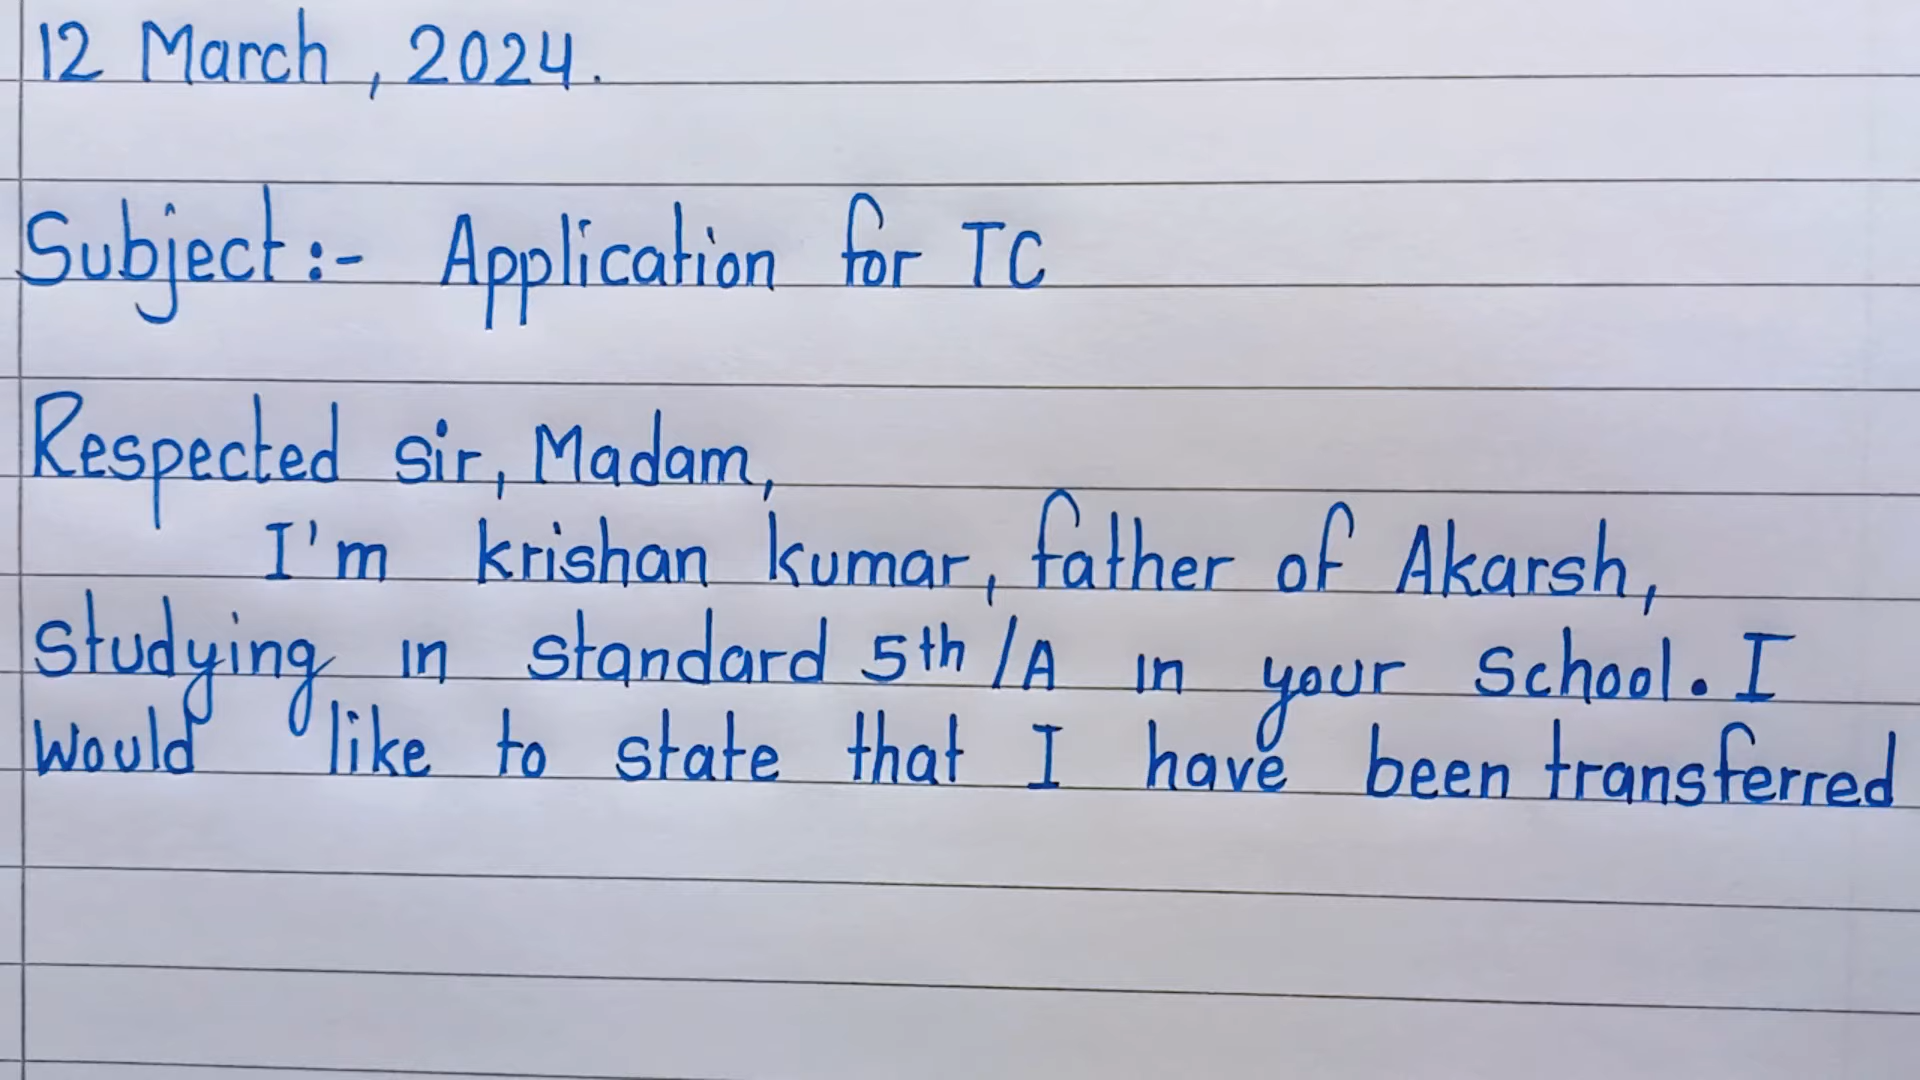 12 March, 2024.
Subject:- Application for TC
Respected sir, Madam,
I'm krishan kumar, father of Akarsh,
studying in standard 5th/A in your School. I
would like to state that I have been transferred